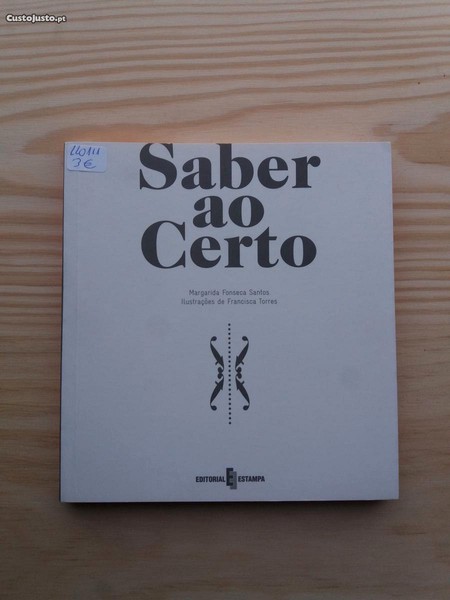 CustoJusto.pt
3€
Saber
ao
Certo
Margarida Fonseca Santos
Ilustrações de Francisca Torres
EDITORIAL E ESTAMPA